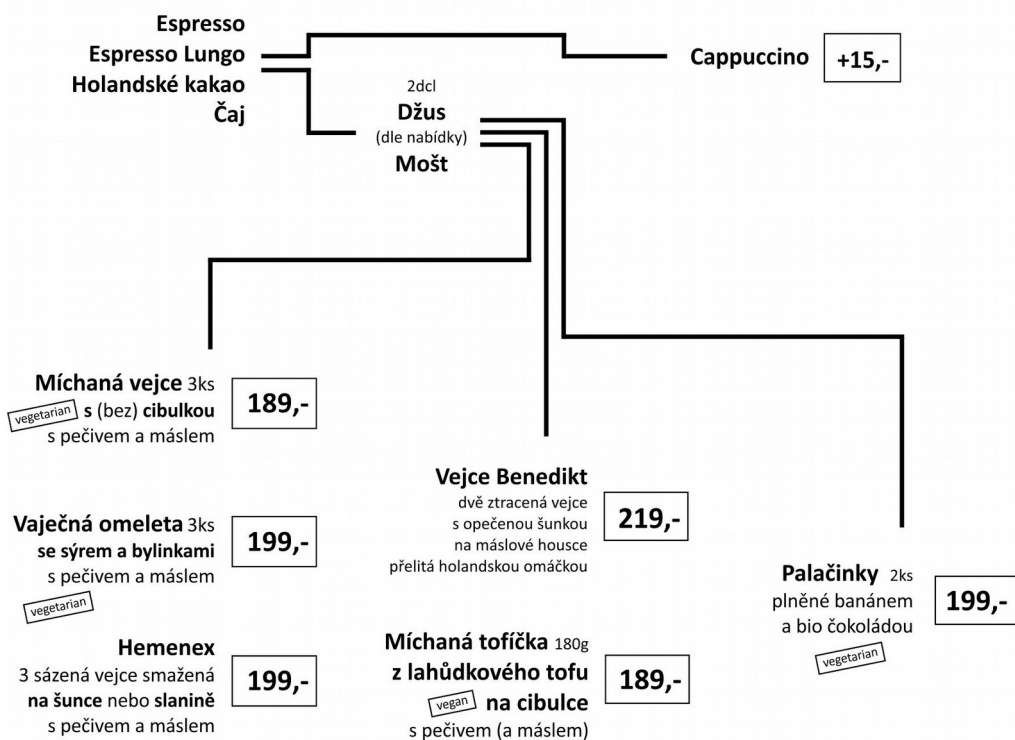 Espresso
Espresso Lungo
Holandské kakao
Čaj
Cappuccino +15,-
2dcl
Džus
(dle nabídky)
Mošt
Míchaná vejce 3ks
vegetarian s (bez) cibulkou
s pečivem a máslem
189,-
Vaječná omeleta 3ks
se sýrem a bylinkami
s pečivem a máslem
vegetarian
199,-
Hemenex
3 sázená vejce smažená
na šunce nebo slanině
s pečivem a máslem
199,-
Vejce Benedikt
dvě ztracená vejce
s opečenou šunkou
na máslové housce
přelitá holandskou omáčkou
219,-
Míchaná tofíčka 180g
z lahůdkového tofu
vegan na cibulce
s pečivem (a máslem)
189,-
Palačinky 2ks
plněné banánem
a bio čokoládou
vegetarian
199,-